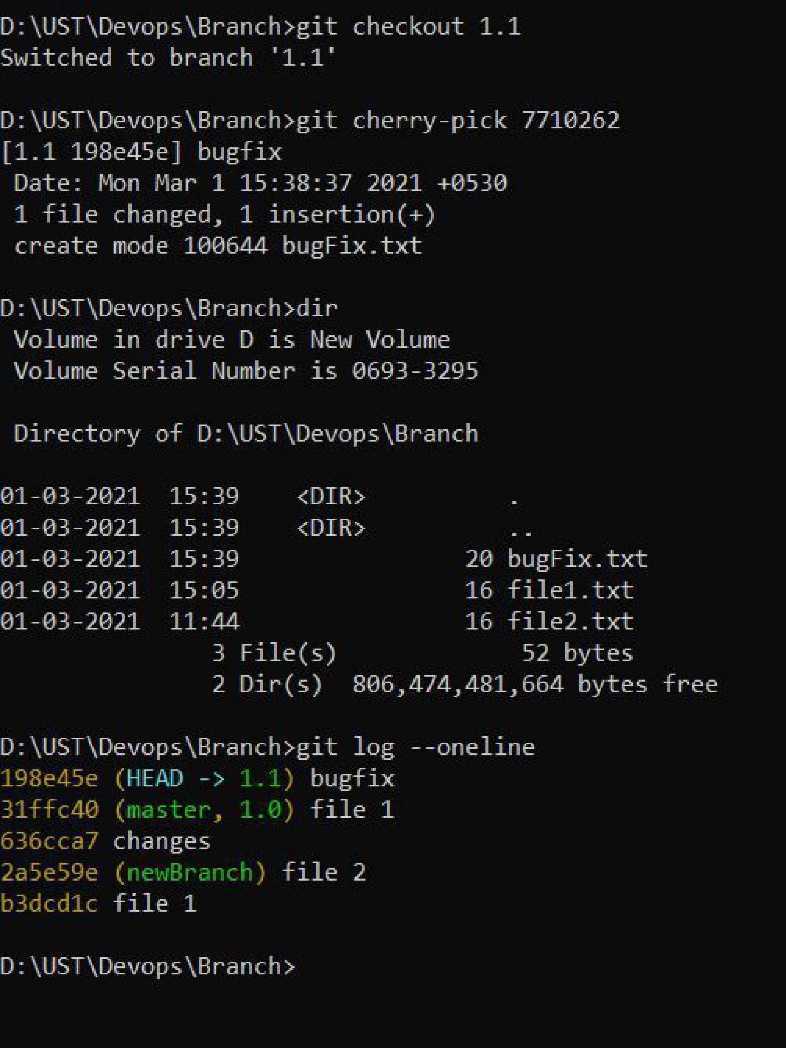 D:\UST\Devops\Branch>git checkout 1.1
Switched to branch '1.1'
D:\UST\Devops\Branch>git cherry-pick 7710262
[1.1 198e45e] bugfix
Date: Mon Mar 1 15:38:37 2021 +0530
1 file changed, 1 insertion(+)
create mode 100644 bugFix.txt
D:\UST\Devops\Branch>dir
Volume in drive D is New Volume
Volume Serial Number is 0693-3295
Directory of D:\UST\Devops\Branch
01-03-2021  15:39    <DIR>          .
01-03-2021  15:39    <DIR>          ..
01-03-2021  15:39                20 bugFix.txt
01-03-2021  15:05                16 file1.txt
01-03-2021  11:44                16 file2.txt
3 File(s)             52 bytes
2 Dir(s)  806,474,481,664 bytes free
D:\UST\Devops\Branch>git log --oneline
198e45e (HEAD -> 1.1) bugfix
31ffc40 (master, 1.0) file 1
636cca7 changes
2a5e59e (newBranch) file 2
b3dcd1c file 1
D:\UST\Devops\Branch>